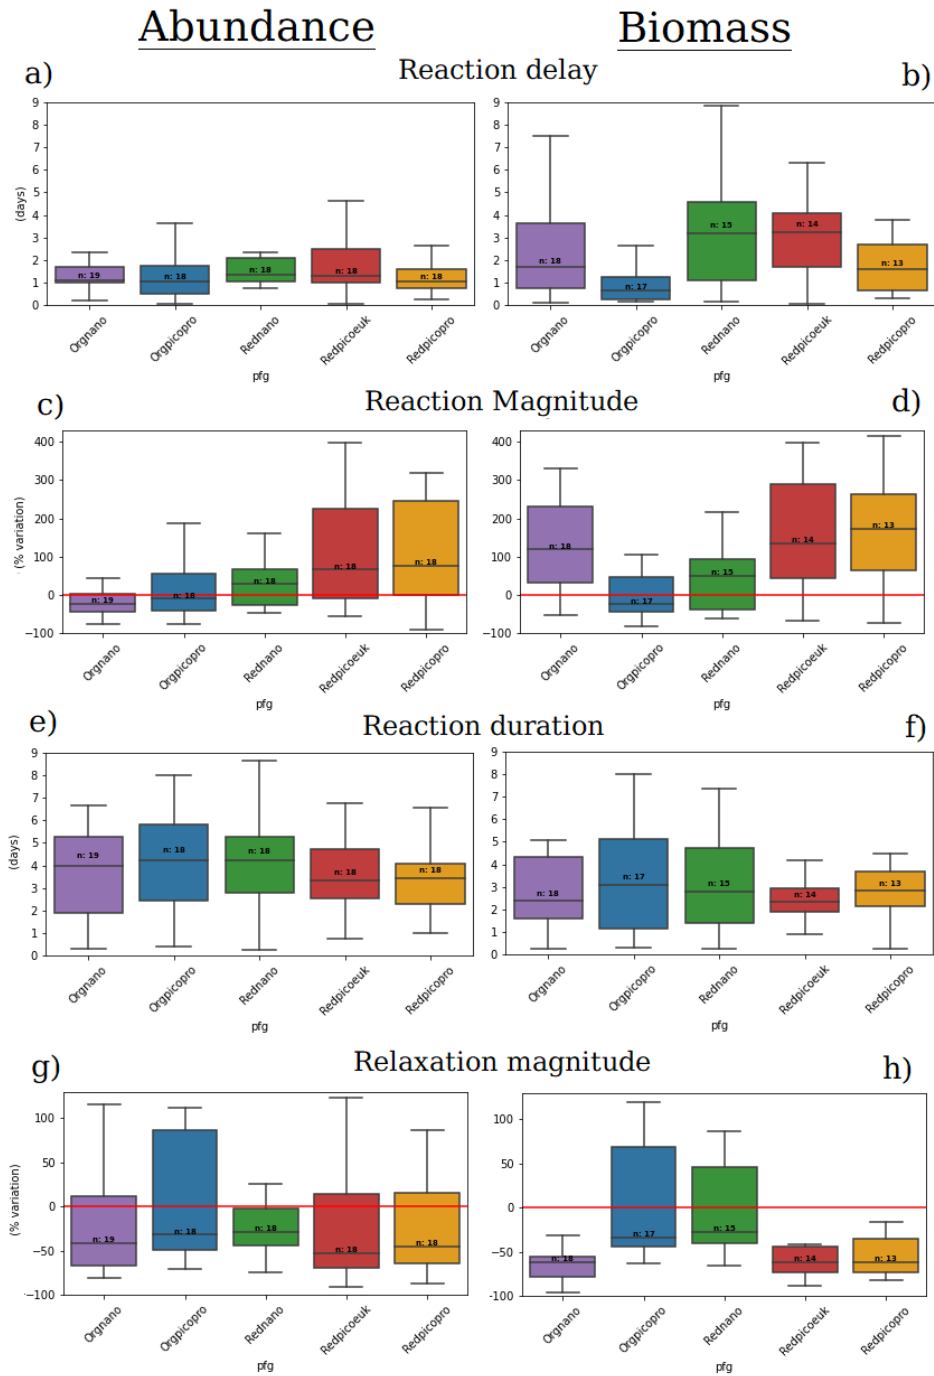 Abundance Biomass
a) Reaction delay b)
9 9
8 8
7 7
6 6
5 5
(days)
4 4
3 3
2 2
1 1
0 0
n: 19 n: 18 n: 18 n: 18 n: 18
n: 18 n: 17 n: 15 n: 14 n: 13
Orgnano Orgpicopro Rednano Redpicoeuk Redpicopro
Orgnano Orgpicopro Rednano Redpicoeuk Redpicopro
pfg pfg
c) Reaction Magnitude d)
400 400
300 300
200 200
(% variation)
100 100
0 0
−100 −100
n: 19 n: 18 n: 18 n: 18 n: 18
n: 18 n: 17 n: 15 n: 14 n: 13
Orgnano Orgpicopro Rednano Redpicoeuk Redpicopro
Orgnano Orgpicopro Rednano Redpicoeuk Redpicopro
pfg pfg
e) Reaction duration f)
9 9
8 8
7 7
6 6
5 5
(days)
4 4
3 3
2 2
1 1
0 0
n: 19 n: 18 n: 18 n: 18 n: 18
n: 18 n: 17 n: 15 n: 14 n: 13
Orgnano Orgpicopro Rednano Redpicoeuk Redpicopro
Orgnano Orgpicopro Rednano Redpicoeuk Redpicopro
pfg pfg
g) Relaxation magnitude h)
100 100
50 50
(% variation)
0 0
−50 −50
−100 -100
n: 19 n: 18 n: 18 n: 18 n: 18
n: 18 n: 17 n: 15 n: 14 n: 13
Orgnano Orgpicopro Rednano Redpicoeuk Redpicopro
Orgnano Orgpicopro Rednano Redpicoeuk Redpicopro
pfg pfg